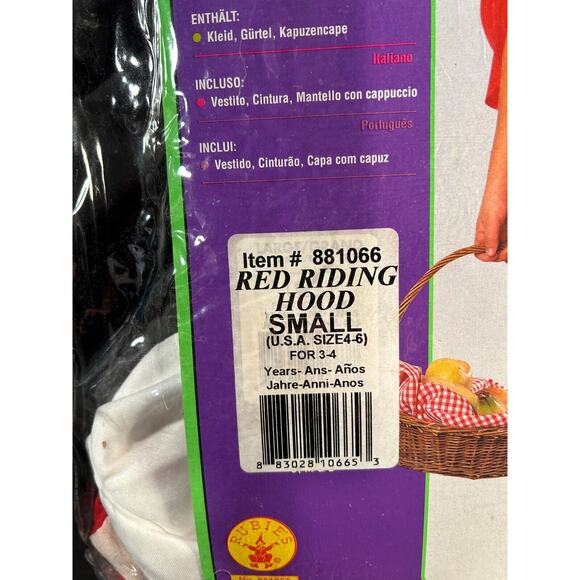 ENTHÄLT:
Kleid, Gürtel, Kapuzencape
Italiano
INCLUSO:
Vestito, Cintura, Mantello con cappuccio
Português
INCLUI:
Vestido, Cinturão, Capa com capuz
Item # 881066
RED RIDING
HOOD
SMALL
(U.S.A. SIZE4-6)
FOR 3-4
Years- Ans- Años
Jahre-Anni-Anos
8 83028 10665 3
RUBIE'S